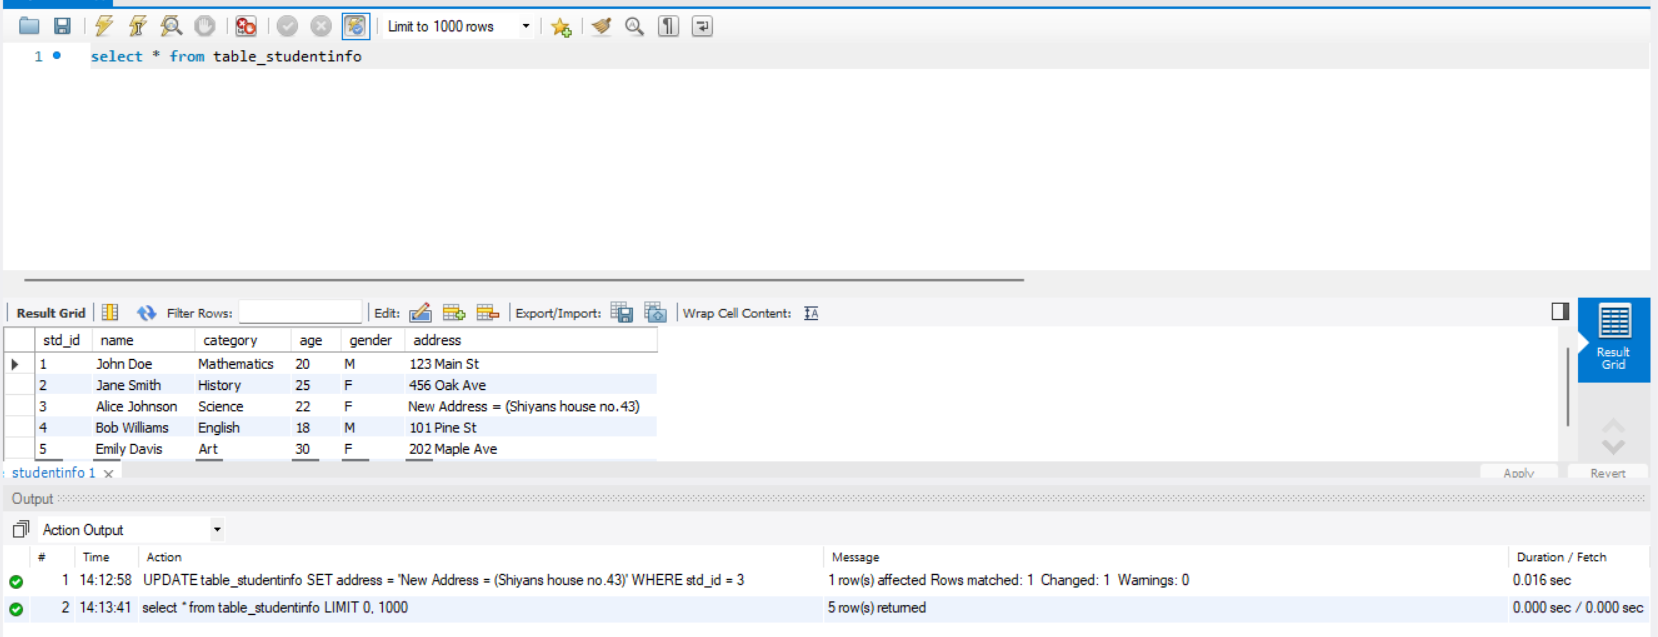 Limit to 1000 rows
1 select * from table_studentinfo
Result Grid Filter Rows: Edit: Export/Import: Wrap Cell Content:
Result Grid
std_id name category age gender address
1 John Doe Mathematics 20 M 123 Main St
2 Jane Smith History 25 F 456 Oak Ave
3 Alice Johnson Science 22 F New Address = (Shiyans house no.43)
4 Bob Williams English 18 M 101 Pine St
5 Emily Davis Art 30 F 202 Maple Ave
studentinfo 1 Apply Revert
Output
Action Output
# Time Action Message Duration / Fetch
1 14:12:58 UPDATE table_studentinfo SET address = 'New Address = (Shiyans house no.43)' WHERE std_id = 3 1 row(s) affected Rows matched: 1 Changed: 1 Warnings: 0 0.016 sec
2 14:13:41 select * from table_studentinfo LIMIT 0, 1000 5 row(s) returned 0.000 sec / 0.000 sec